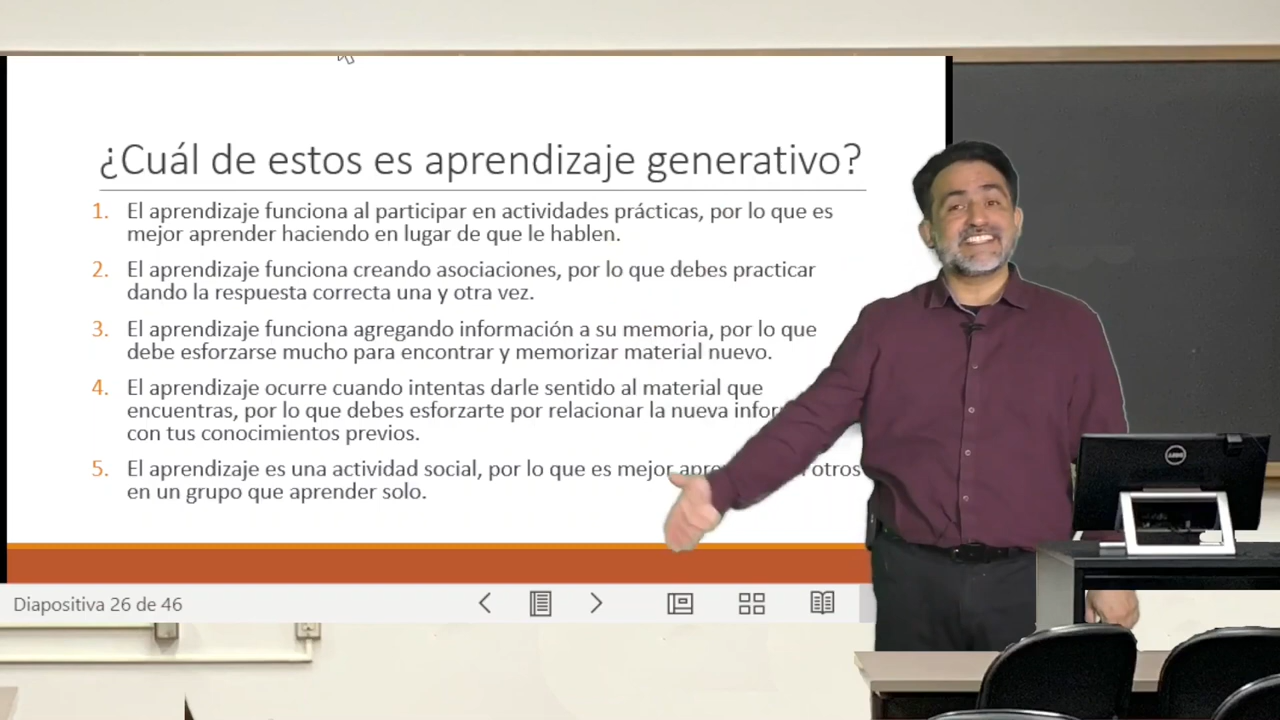 ¿Cuál de estos es aprendizaje generativo?
1. El aprendizaje funciona al participar en actividades prácticas, por lo que es
mejor aprender haciendo en lugar de que le hablen.
2. El aprendizaje funciona creando asociaciones, por lo que debes practicar
dando la respuesta correcta una y otra vez.
3. El aprendizaje funciona agregando información a su memoria, por lo que
debe esforzarse mucho para encontrar y memorizar material nuevo.
4. El aprendizaje ocurre cuando intentas darle sentido al material que
encuentras, por lo que debes esforzarte por relacionar la nueva
con tus conocimientos previos.
5. El aprendizaje es una actividad social, por lo que es mejor otros
en un grupo que aprender solo.
Diapositiva 26 de 46
DELL